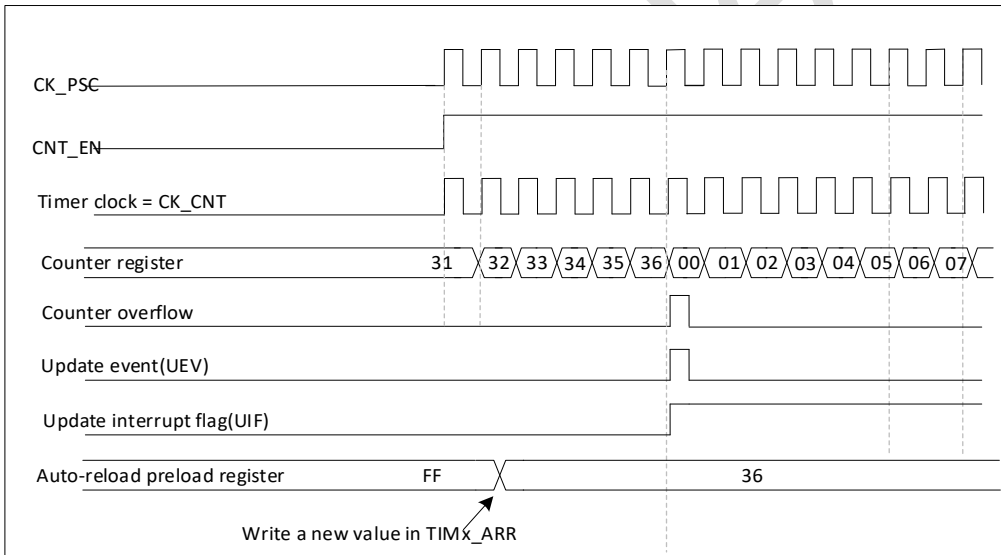 CK_PSC
CNT_EN
Timer clock = CK_CNT
Counter register 31 32 33 34 35 36 00 01 02 03 04 05 06 07
Counter overflow
Update event(UEV)
Update interrupt flag(UIF)
Auto-reload preload register FF 36
Write a new value in TIMx_ARR